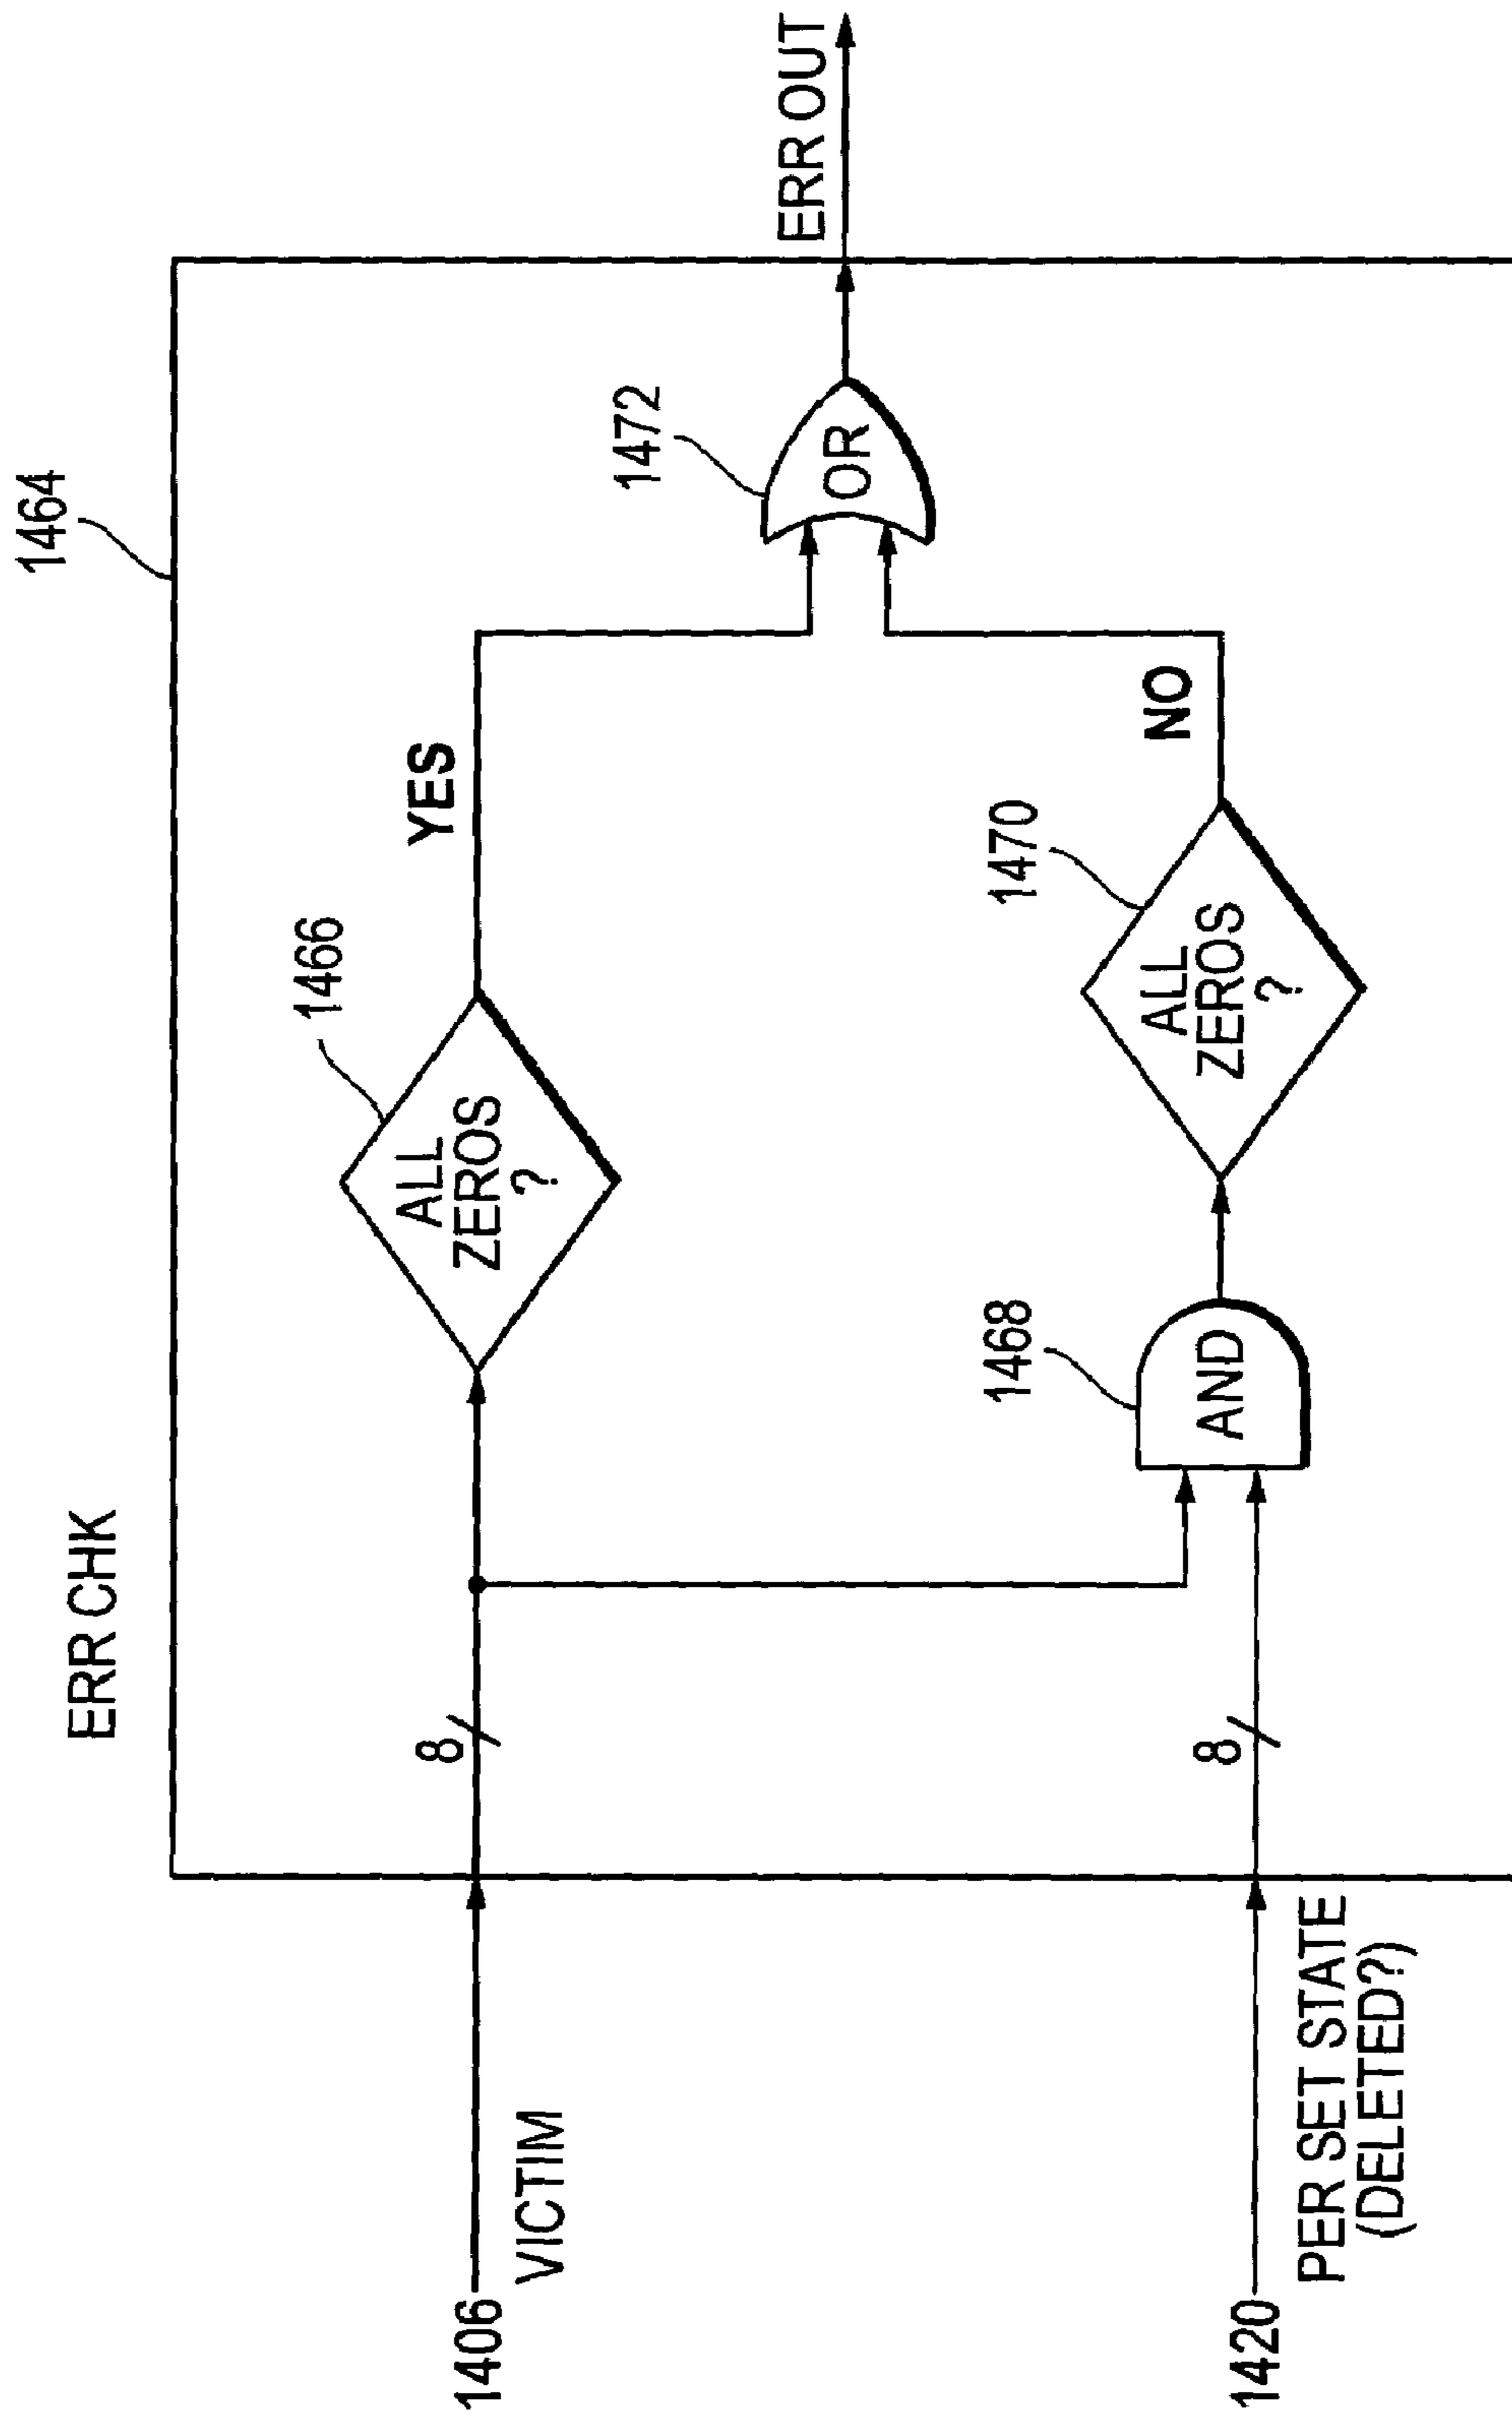 ERR CHK
1464
1406
VICTIM
8
1466
ALL
ZEROS
?
YES
1472
OR
ERR OUT
1420
PER SET STATE
(DELETED?)
8
1468
AND
1470
ALL
ZEROS
?
NO